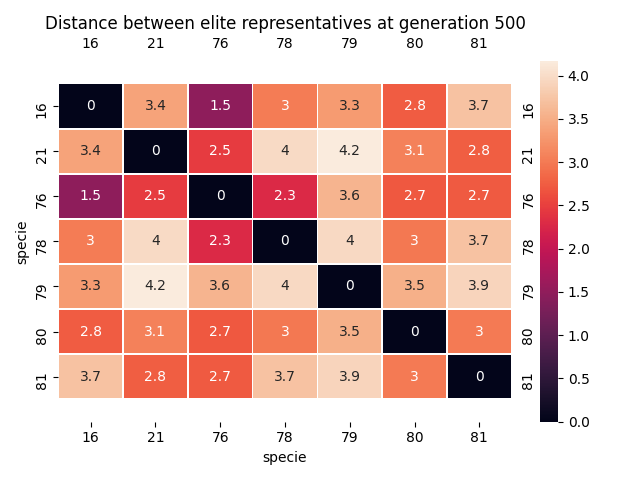 Distance between elite representatives at generation 500
16 21 76 78 79 80 81
16 0 3.4 1.5 3 3.3 2.8 3.7 16
21 3.4 0 2.5 4 4.2 3.1 2.8 21
76 1.5 2.5 0 2.3 3.6 2.7 2.7 76
specie
78 3 4 2.3 0 4 3 3.7 78
79 3.3 4.2 3.6 4 0 3.5 3.9 79
80 2.8 3.1 2.7 3 3.5 0 3 80
81 3.7 2.8 2.7 3.7 3.9 3 0 81
16 21 76 78 79 80 81
specie
4.0
3.5
3.0
2.5
2.0
1.5
1.0
0.5
0.0